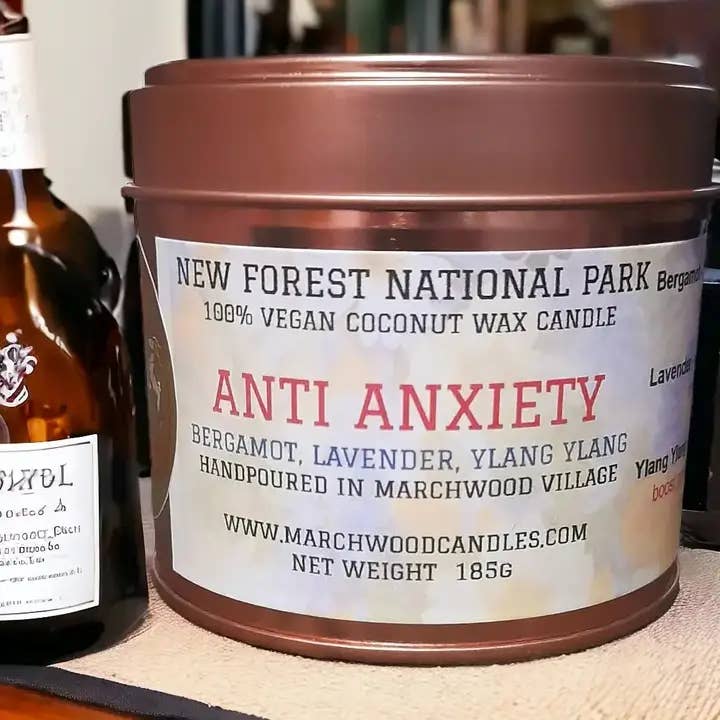 NEW FOREST NATIONAL PARK
100% VEGAN COCONUT WAX CANDLE
ANTI ANXIETY
BERGAMOT, LAVENDER, YLANG YLANG
HANDPOURED IN MARCHWOOD VILLAGE
WWW.MARCHWOODCANDLES.COM
NET WEIGHT 185G
Lavender
Ylang